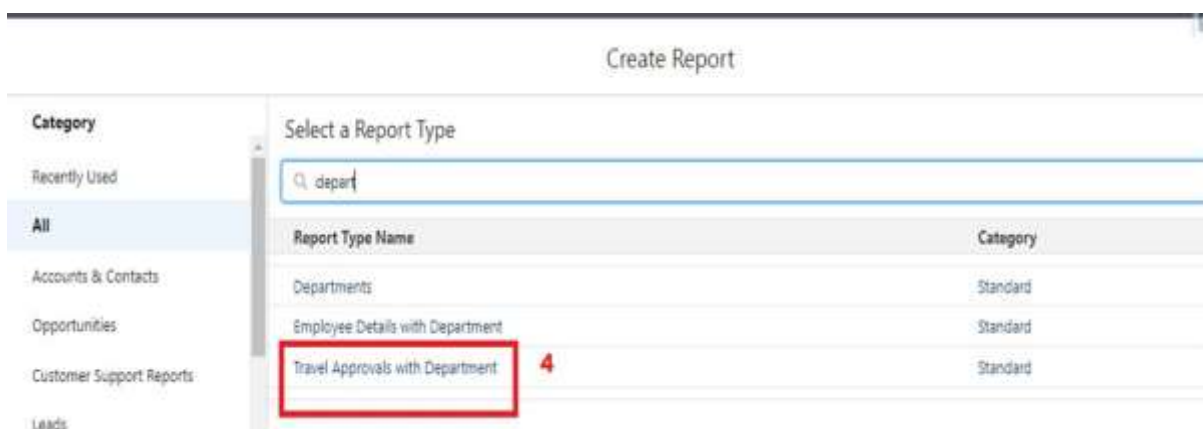 Create Report
Category
Recently Used
All
Accounts & Contacts
Opportunities
Customer Support Reports
Leads
Select a Report Type
depart
Report Type Name Category
Departments Standard
Employee Details with Department Standard
Travel Approvals with Department Standard
4